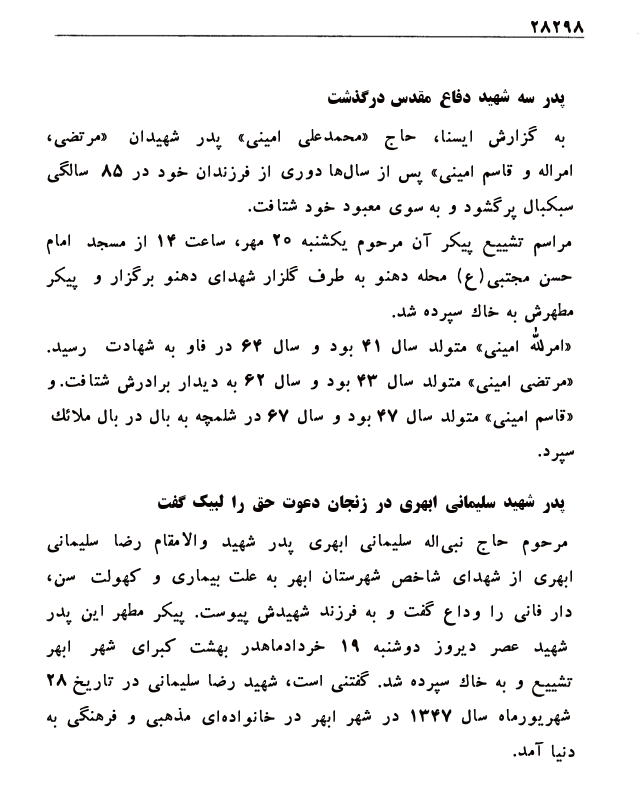 ۲۸۲۹۸
پدر سه شهید دفاع مقدس درگذشت
به گزارش ایسنا، حاج «محمدعلی امینی» پدر شهیدان «مرتضی،
امراله و قاسم امینی» پس از سال‌ها دوری از فرزندان خود در ۸۵ سالگی
سبکبال پرگشود و به سوی معبود خود شتافت.
مراسم تشییع پیکر آن مرحوم یکشنبه ۲۰ مهر، ساعت ۱۴ از مسجد امام
حسن مجتبی(ع) محله دهنو به طرف گلزار شهدای دهنو برگزار و پیکر
مطهرش به خاك سپرده شد.
«امرلله امینی» متولد سال ۴۱ بود و سال ۶۴ در فاو به شهادت رسید.
«مرتضی امینی» متولد سال ۴۳ بود و سال ۶۲ به دیدار برادرش شتافت.و
«قاسم امینی» متولد سال ۴۷ بود و سال ۶۷ در شلمچه به بال در بال ملائك
سپرد.
پدر شهید سلیمانی ابهری در زنجان دعوت حق را لبیک گفت
مرحوم حاج نبی‌اله سلیمانی ابهری پدر شهید والامقام رضا سلیمانی
ابهری از شهدای شاخص شهرستان ابهر به علت بیماری و کهولت سن،
دار فانی را وداع گفت و به فرزند شهیدش پیوست. پیکر مطهر این پدر
شهید عصر دیروز دوشنبه ۱۹ خردادماهدر بهشت کبرای شهر ابهر
تشییع و به خاك سپرده شد. گفتنی است، شهید رضا سلیمانی در تاریخ ۲۸
شهریورماه سال ۱۳۴۷ در شهر ابهر در خانواده‌ای مذهبی و فرهنگی به
دنیا آمد.